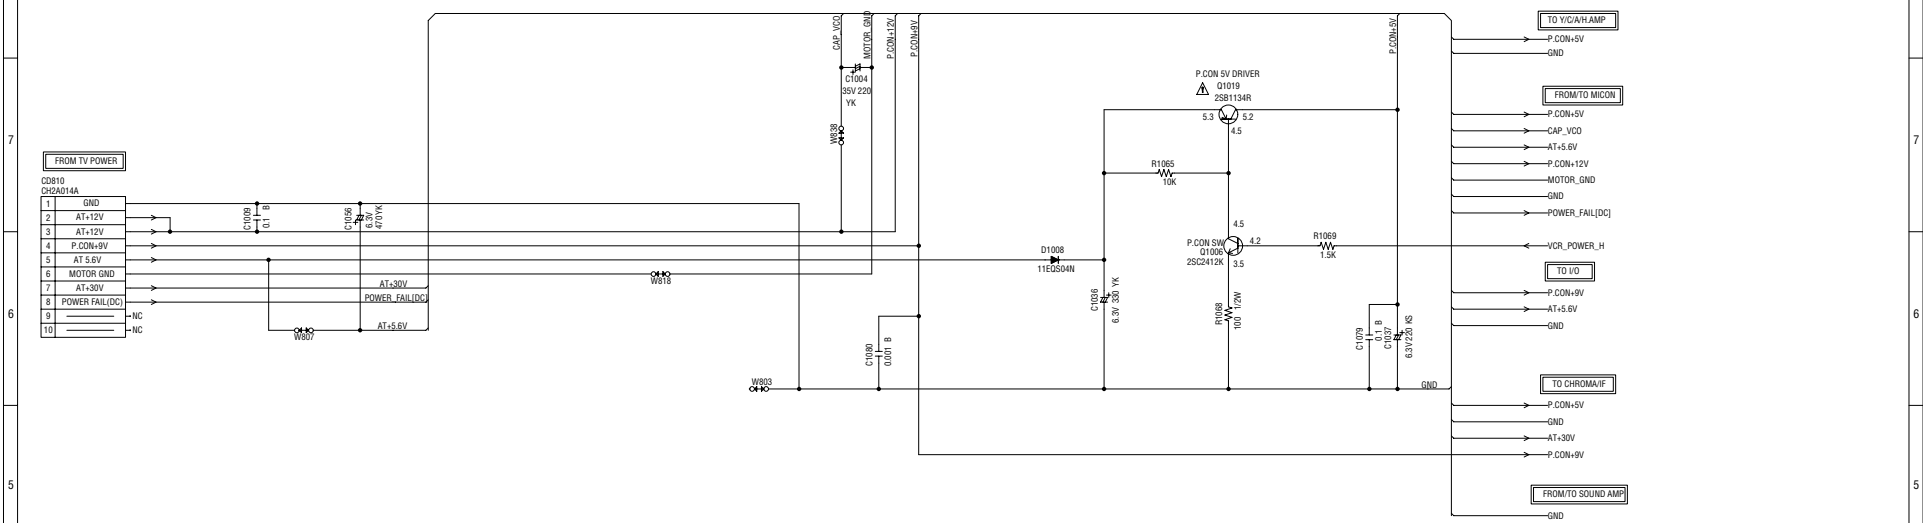 TO Y/C/A/H.AMP
P.CON+5V
GND
CAP_VCO
MOTOR_GND
P.CON+12V
P.CON+9V
P.CON+5V
C1004
35V 220
YK
W838
P.CON 5V DRIVER
Q1019
2SB1134R
5.3
5.2
4.5
FROM/TO MICON
P.CON+5V
CAP_VCO
AT+5.6V
P.CON+12V
MOTOR_GND
GND
POWER_FAIL[DC]
VCR_POWER_H
7
7
FROM TV POWER
CD810
CH2A014A
1 GND
2 AT+12V
3 AT+12V
4 P.CON+9V
5 AT 5.6V
6 MOTOR GND
7 AT+30V
8 POWER FAIL(DC)
9 NC
10 NC
C1009
0.1 B
C1056
6.3V
470YK
AT+30V
POWER_FAIL[DC]
AT+5.6V
W807
W818
R1065
10K
4.5
P.CON SW
Q1006
2SC2412K
4.2
3.5
R1069
1.5K
D1008
11EQS04N
C1036
6.3V 330 YK
R1068
100 1/2W
C1079
0.1 B
C1037
6.3V 220 KS
C1080
0.001 B
W803
GND
6
6
TO I/O
P.CON+9V
AT+5.6V
GND
TO CHROMA/IF
P.CON+5V
GND
AT+30V
P.CON+9V
5
5
FROM/TO SOUND AMP
GND